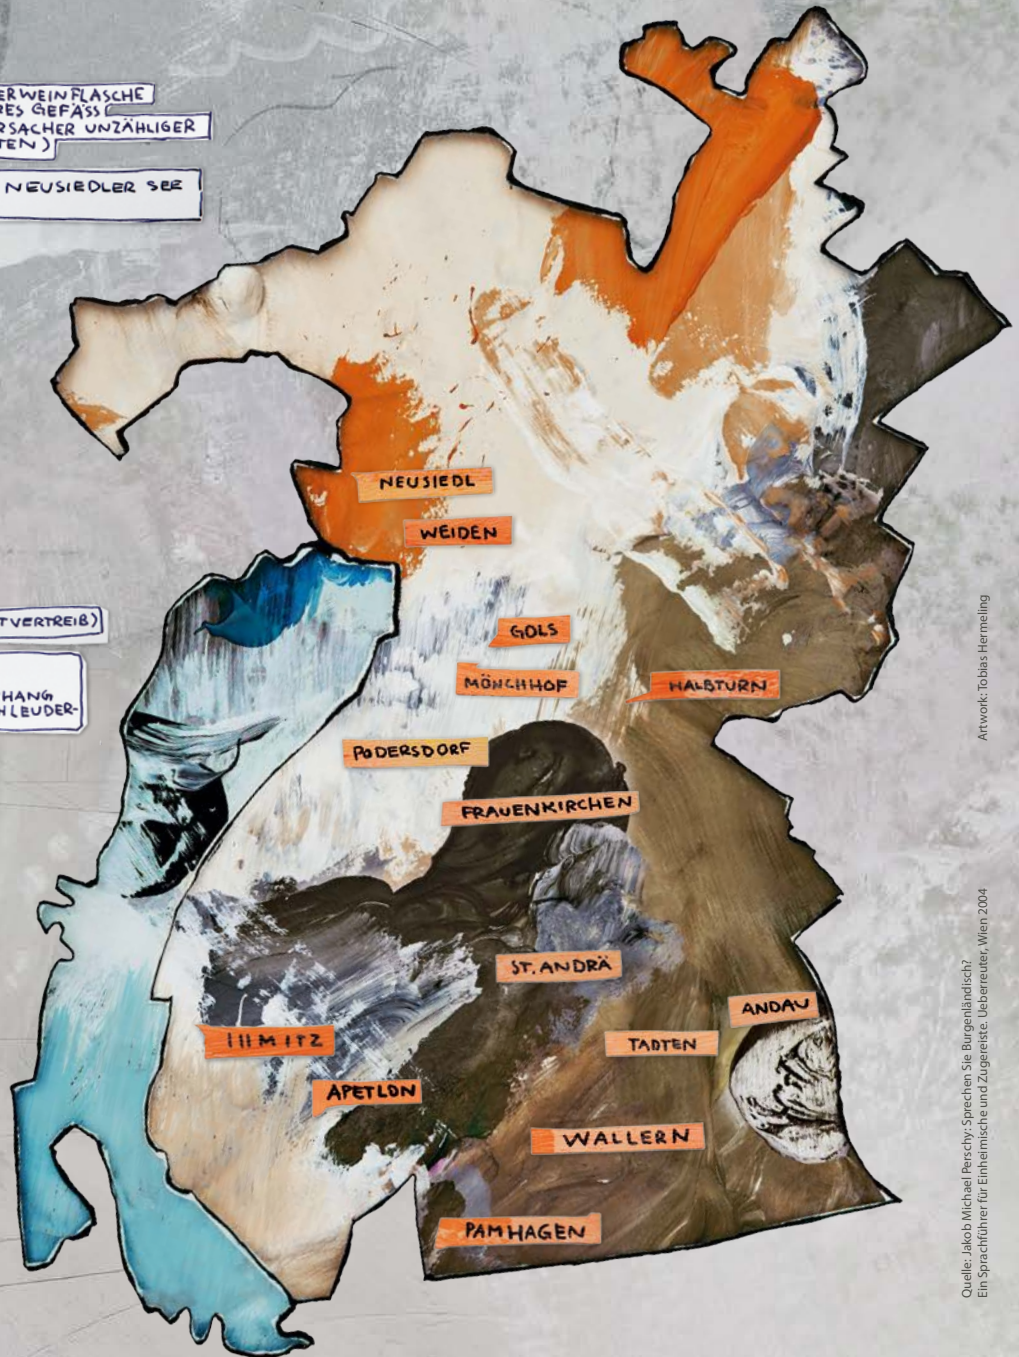 ERWEINFLASCHE
RES GEFÄSS
RSACHER UNZÄHLIGER
TEN)
NEUSIEDLER SEE
TVERTREIB)
HANG
HLEUDER-
NEUSIEDL
WEIDEN
GOLS
MÖNCHHOF
HALBTURN
PODERSDORF
FRAUENKIRCHEN
ST. ANDRÄ
ANDAU
ILLMITZ
TADTEN
APETLON
WALLERN
PAMHAGEN
Artwork: Tobias Hermeling
Quelle: Jakob Michael Perschy: Sprechen Sie Burgenländisch?
Ein Sprachführer für Einheimische und Zugereiste. Ueberreuter, Wien 2004